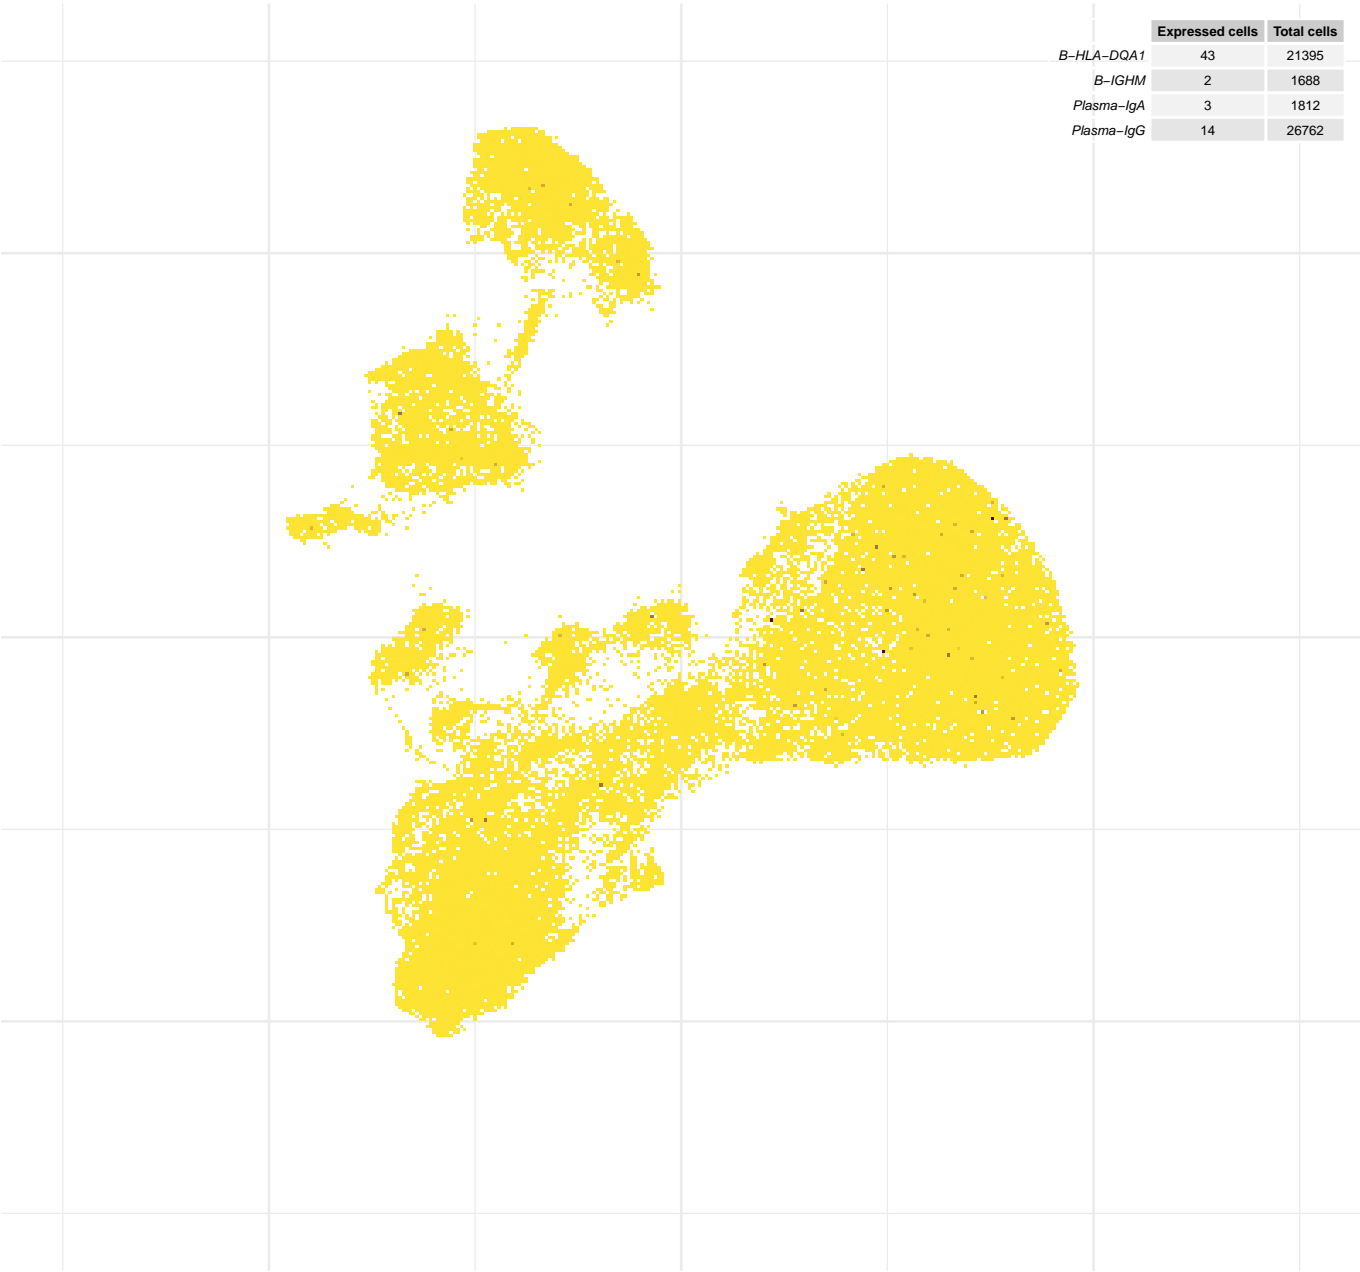 Expressed cells Total cells
B−HLA−DQA1 43 21395
B−IGHM 2 1688
Plasma−IgA 3 1812
Plasma−IgG 14 26762